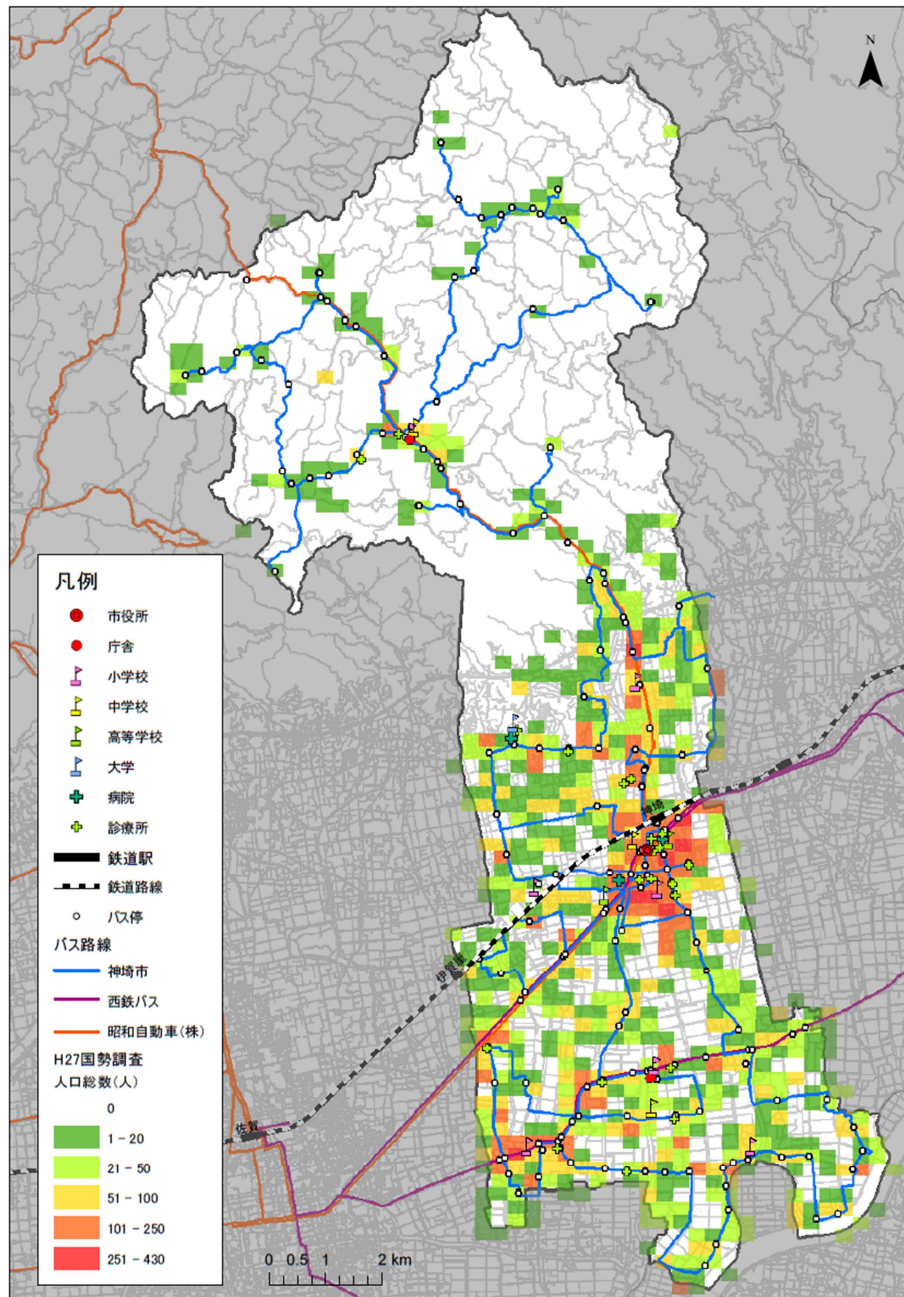 N
神埼
伊賀屋
佐賀
凡例
市役所
庁舎
小学校
中学校
高等学校
大学
病院
診療所
鉄道駅
鉄道路線
バス停
バス路線
神埼市
西鉄バス
昭和自動車(株)
H27国勢調査
人口総数(人)
0
1 - 20
21 - 50
51 - 100
101 - 250
251 - 430
0 0.5 1 2 km